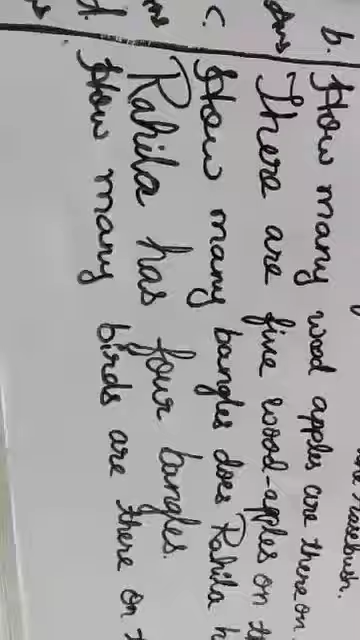 rosebush.
b. How many wood apples are there on
ans There are five wood-apples on
c. How many bangles does Rahila
ans Rahila has four bangles.
d. How many birds are there on